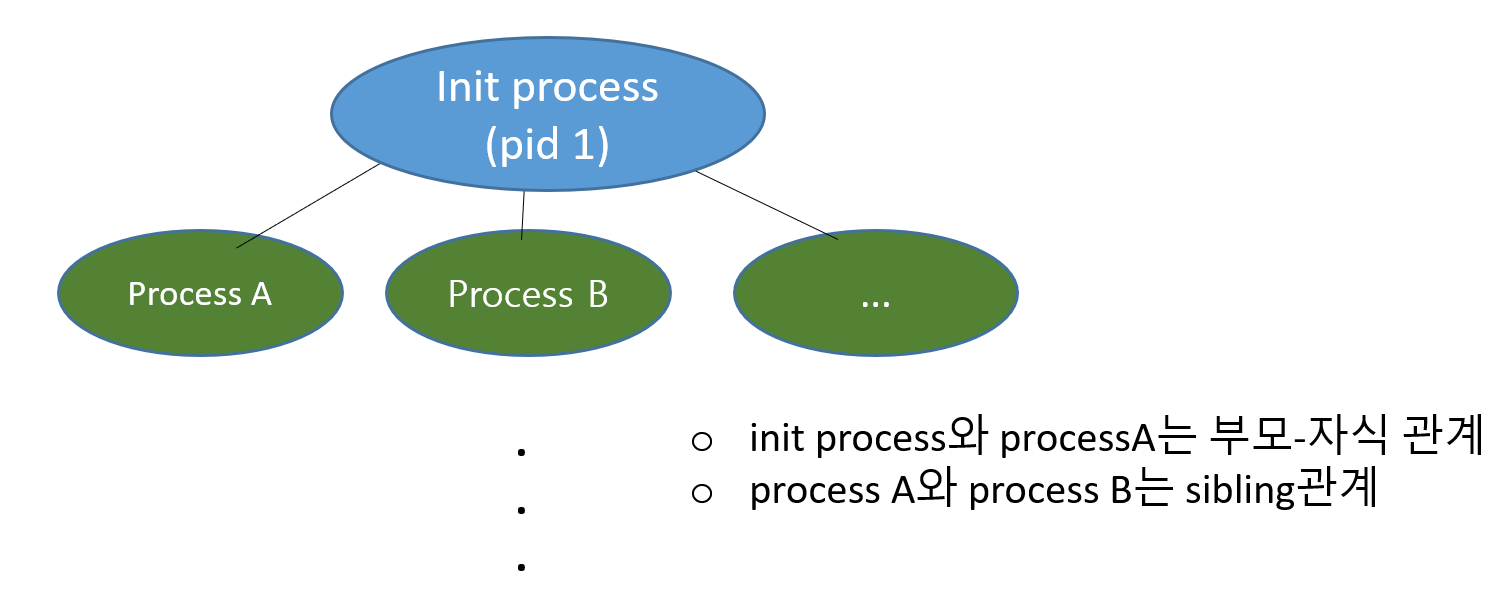 Init process
(pid 1)
Process A
Process B
...
.
.
.
○ init process와 processA는 부모-자식 관계
○ process A와 process B는 sibling관계